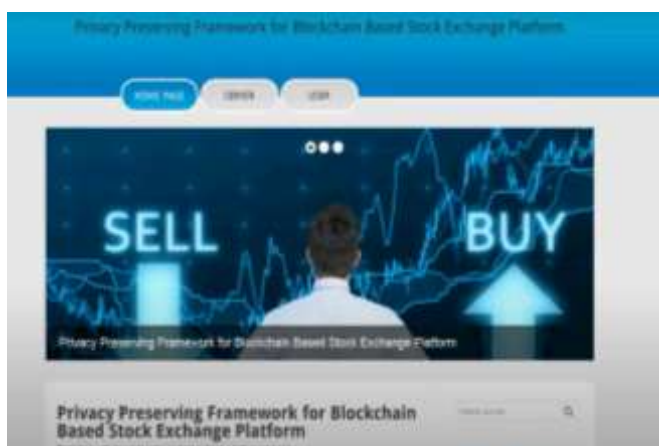 Privacy Preserving Framework for Blockchain Based Stock Exchange Platform
HOME PAGE
USER
SELL
BUY
Privacy Preserving Framework for Blockchain Based Stock Exchange Platform
Privacy Preserving Framework for Blockchain
Based Stock Exchange Platform